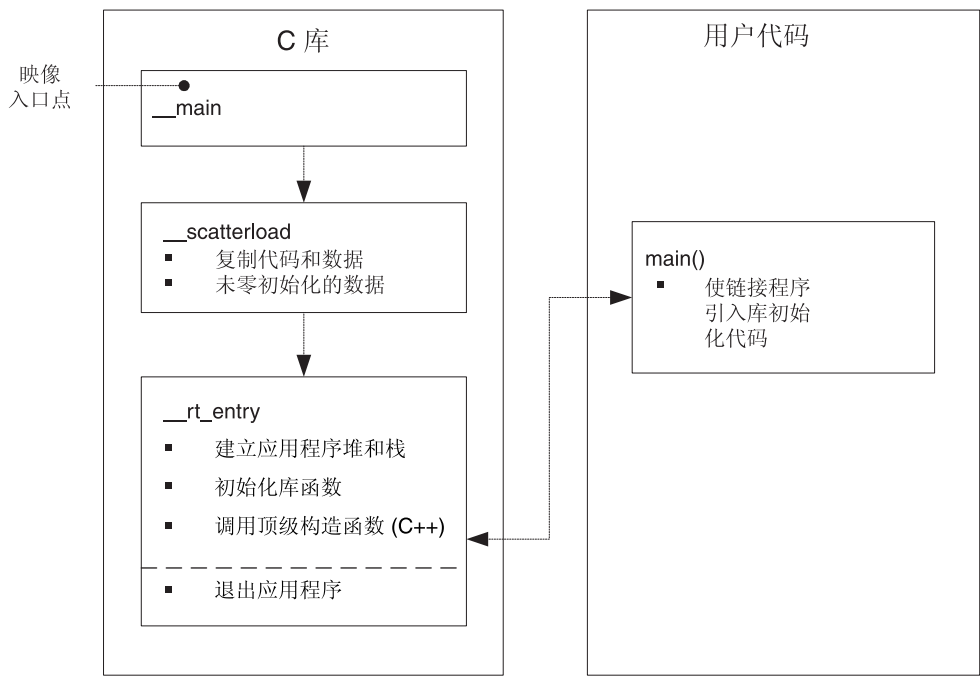 C 库
用户代码
映像
入口点
__main
__scatterload
▪ 复制代码和数据
▪ 未零初始化的数据
main()
▪ 使链接程序
引入库初始
化代码
__rt_entry
▪ 建立应用程序堆和栈
▪ 初始化库函数
▪ 调用顶级构造函数 (C++)
▪ 退出应用程序